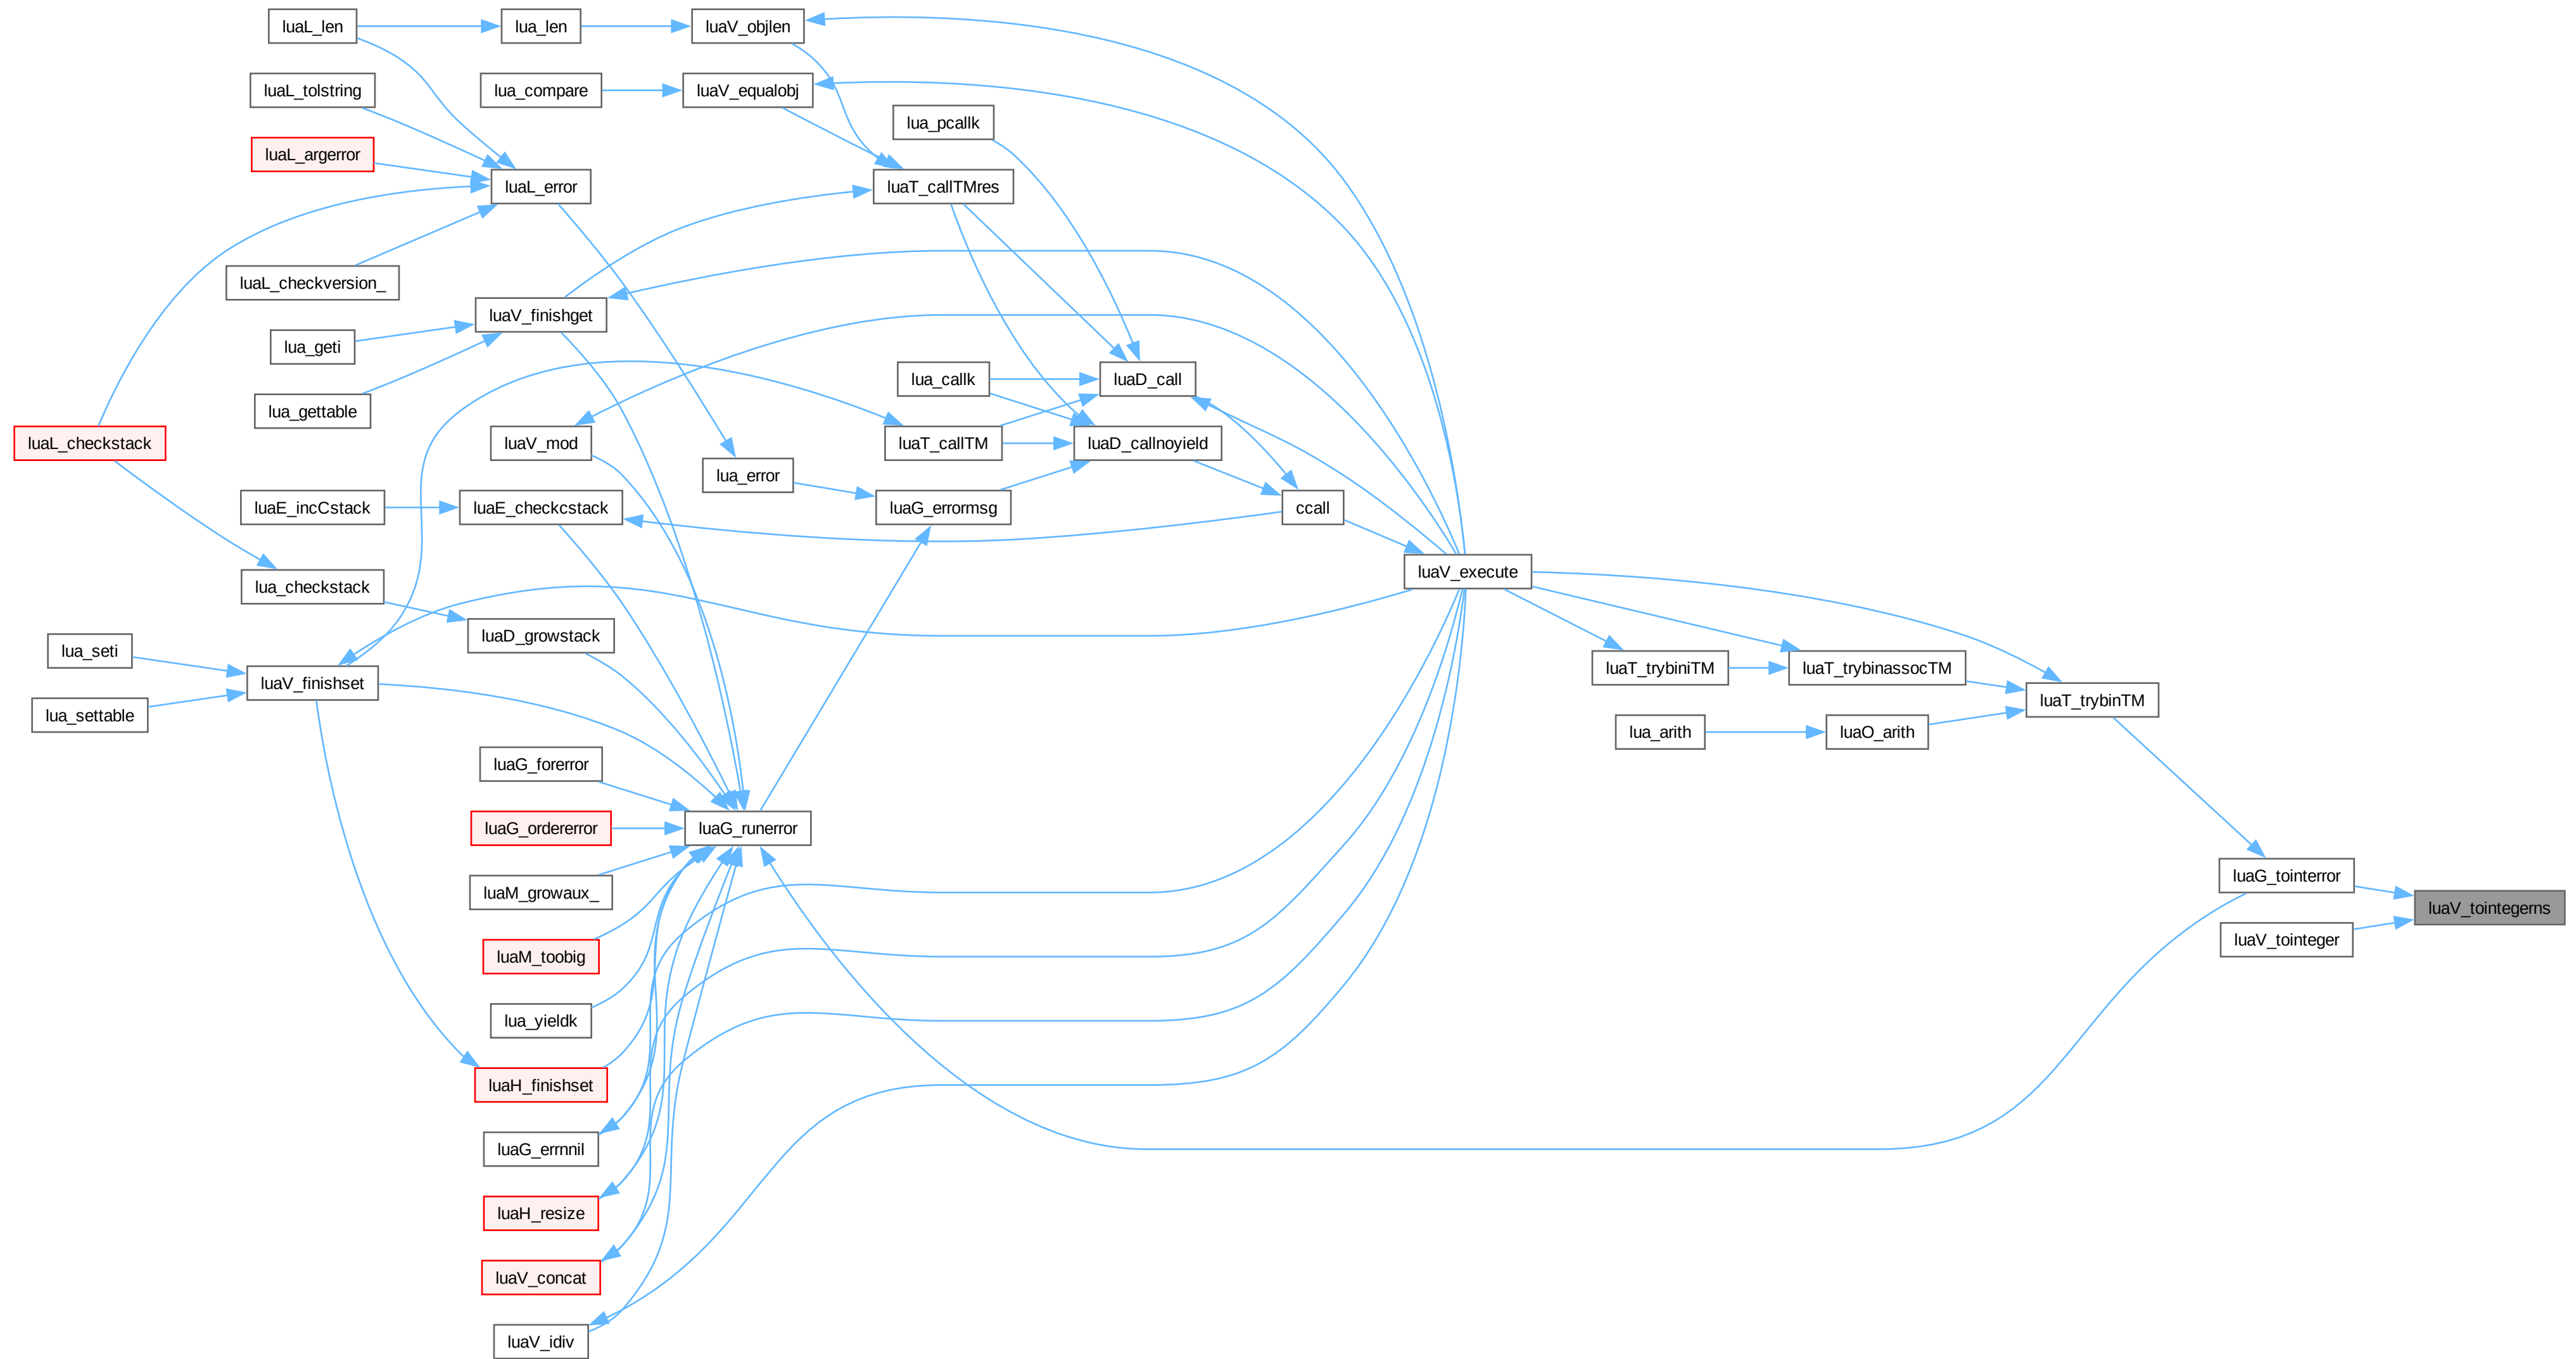 luaL_len
lua_len
luaV_objlen
luaL_tolstring
lua_compare
luaV_equalobj
lua_pcallk
luaL_argerror
luaL_error
luaT_callTMres
luaL_checkversion_
luaV_finishget
lua_geti
lua_callk
luaD_call
lua_gettable
luaL_checkstack
luaV_mod
luaT_callTM
luaD_callnoyield
lua_error
luaE_incCstack
luaE_checkcstack
luaG_errormsg
ccall
luaV_execute
lua_checkstack
luaD_growstack
lua_seti
luaV_finishset
luaT_trybiniTM
luaT_trybinassocTM
luaT_trybinTM
lua_settable
lua_arith
luaO_arith
luaG_forerror
luaG_ordererror
luaG_runerror
luaM_growaux_
luaG_tointerror
luaV_tointegerns
luaV_tointeger
luaM_toobig
lua_yieldk
luaH_finishset
luaG_errnnil
luaH_resize
luaV_concat
luaV_idiv